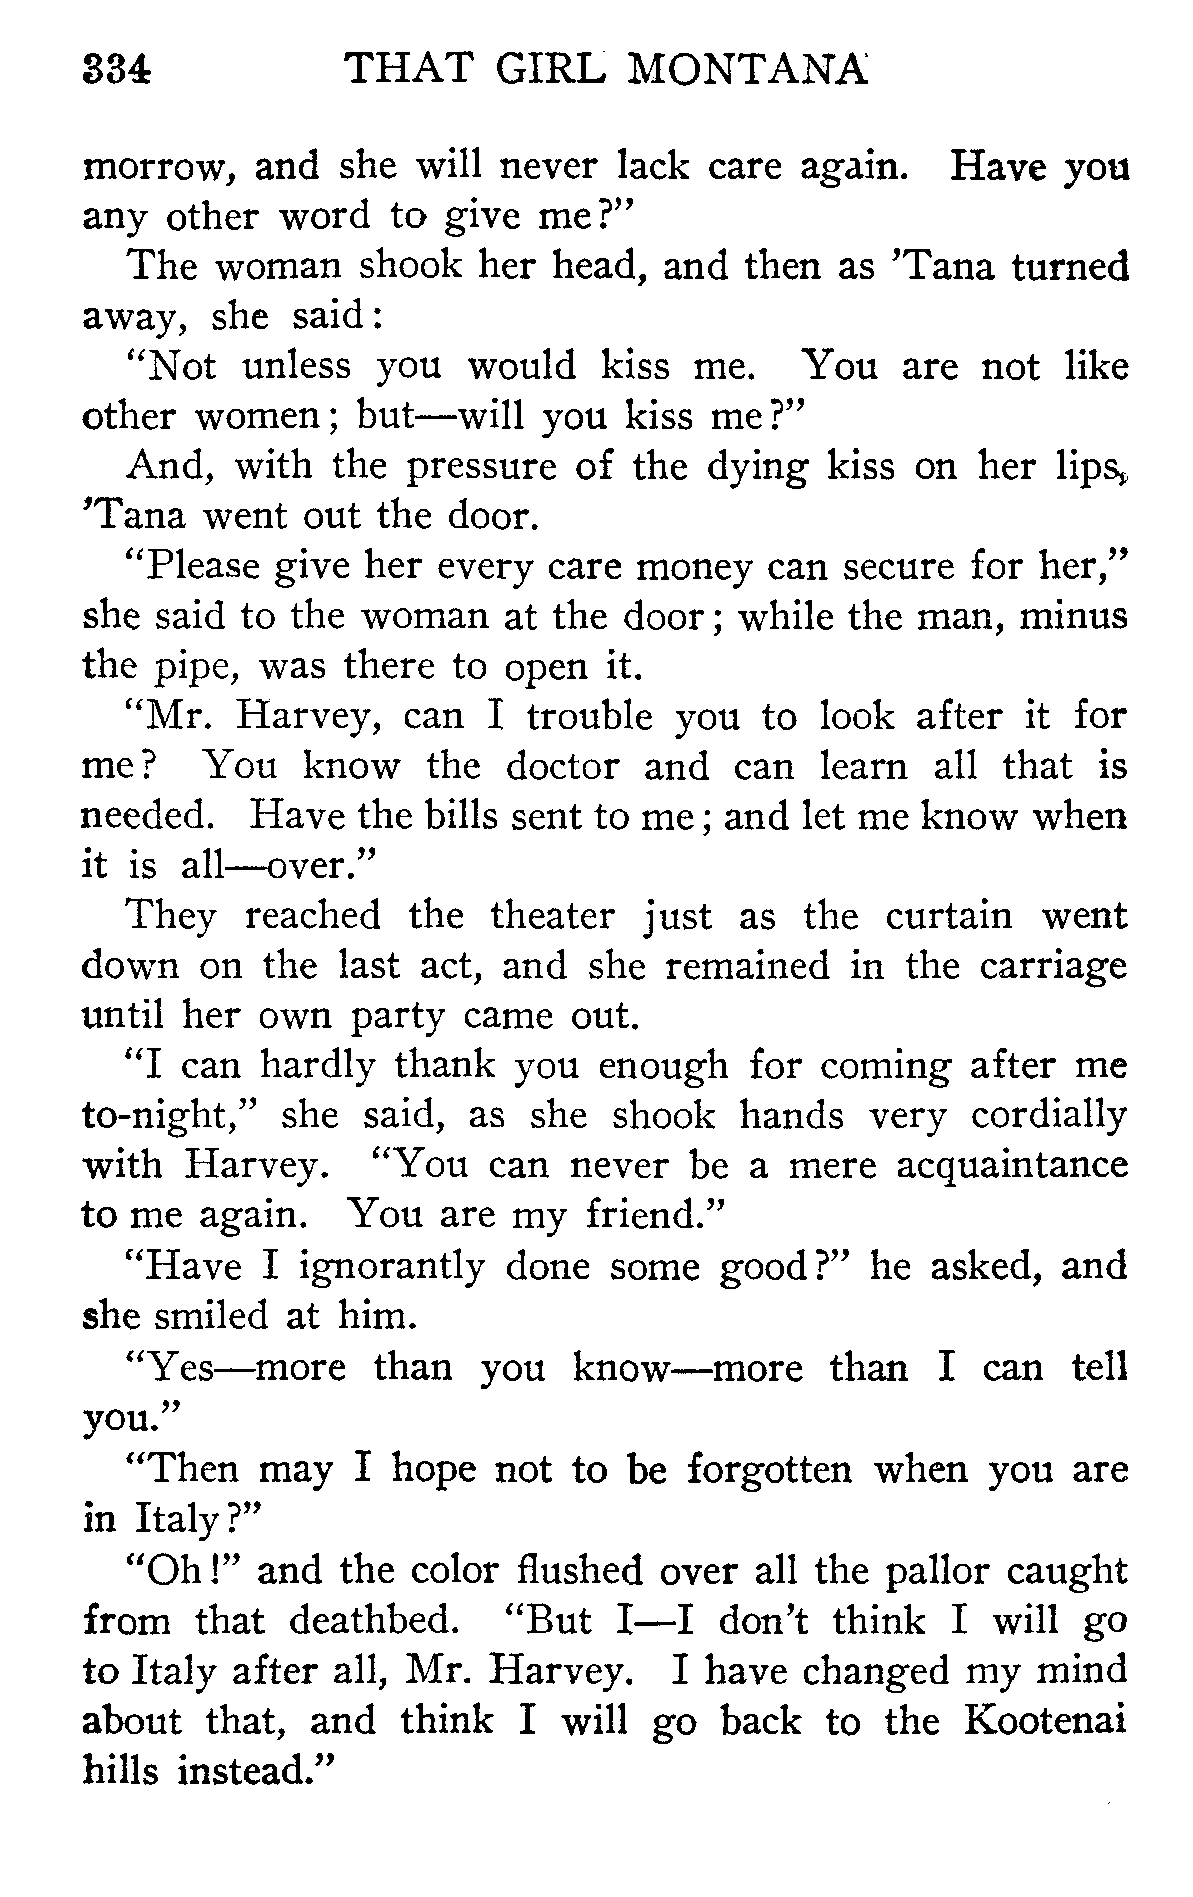 334 THAT GIRL MONTANA
morrow, and she will never lack care again. Have you
any other word to give me?”
The woman shook her head, and then as ’Tana turned
away, she said:
“Not unless you would kiss me. You are not like
other women; but—will you kiss me?”
And, with the pressure of the dying kiss on her lips,
’Tana went out the door.
“Please give her every care money can secure for her,”
she said to the woman at the door; while the man, minus
the pipe, was there to open it.
“Mr. Harvey, can I trouble you to look after it for
me? You know the doctor and can learn all that is
needed. Have the bills sent to me; and let me know when
it is all—over.”
They reached the theater just as the curtain went
down on the last act, and she remained in the carriage
until her own party came out.
“I can hardly thank you enough for coming after me
to-night,” she said, as she shook hands very cordially
with Harvey. “You can never be a mere acquaintance
to me again. You are my friend.”
“Have I ignorantly done some good?” he asked, and
she smiled at him.
“Yes—more than you know—more than I can tell
you.”
“Then may I hope not to be forgotten when you are
in Italy?”
“Oh!” and the color flushed over all the pallor caught
from that deathbed. “But I—I don’t think I will go
to Italy after all, Mr. Harvey. I have changed my mind
about that, and think I will go back to the Kootenai
hills instead.”